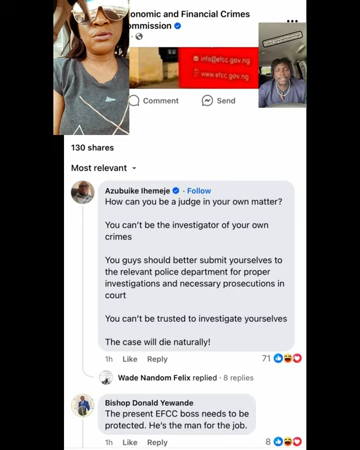 onomic and Financial Crimes
ommission
info@efcc.gov.ng
www.efcc.gov.ng
Comment
Send
130 shares
Most relevant
Azubuike Ihemeje · Follow
How can you be a judge in your own matter?
You can't be the investigator of your own
crimes
You guys should better submit yourselves to
the relevant police department for proper
investigations and necessary prosecutions in
court
You can't be trusted to investigate yourselves
The case will die naturally!
1h Like Reply 71
Wade Nandom Felix replied · 8 replies
Bishop Donald Yewande
The present EFCC boss needs to be
protected. He's the man for the job.
1h Like Reply 8